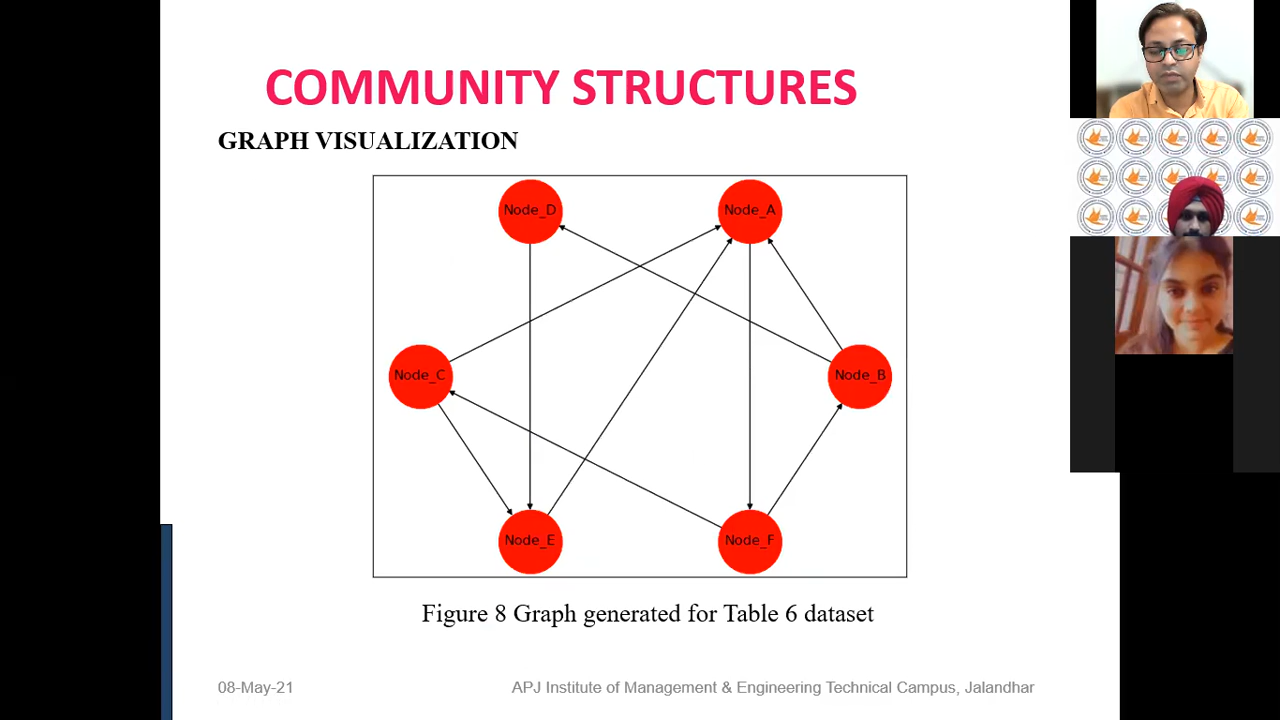 COMMUNITY STRUCTURES
GRAPH VISUALIZATION
Node_D
Node_A
Node_C
Node_B
Node_E
Node_F
Figure 8 Graph generated for Table 6 dataset
08-May-21
APJ Institute of Management & Engineering Technical Campus, Jalandhar